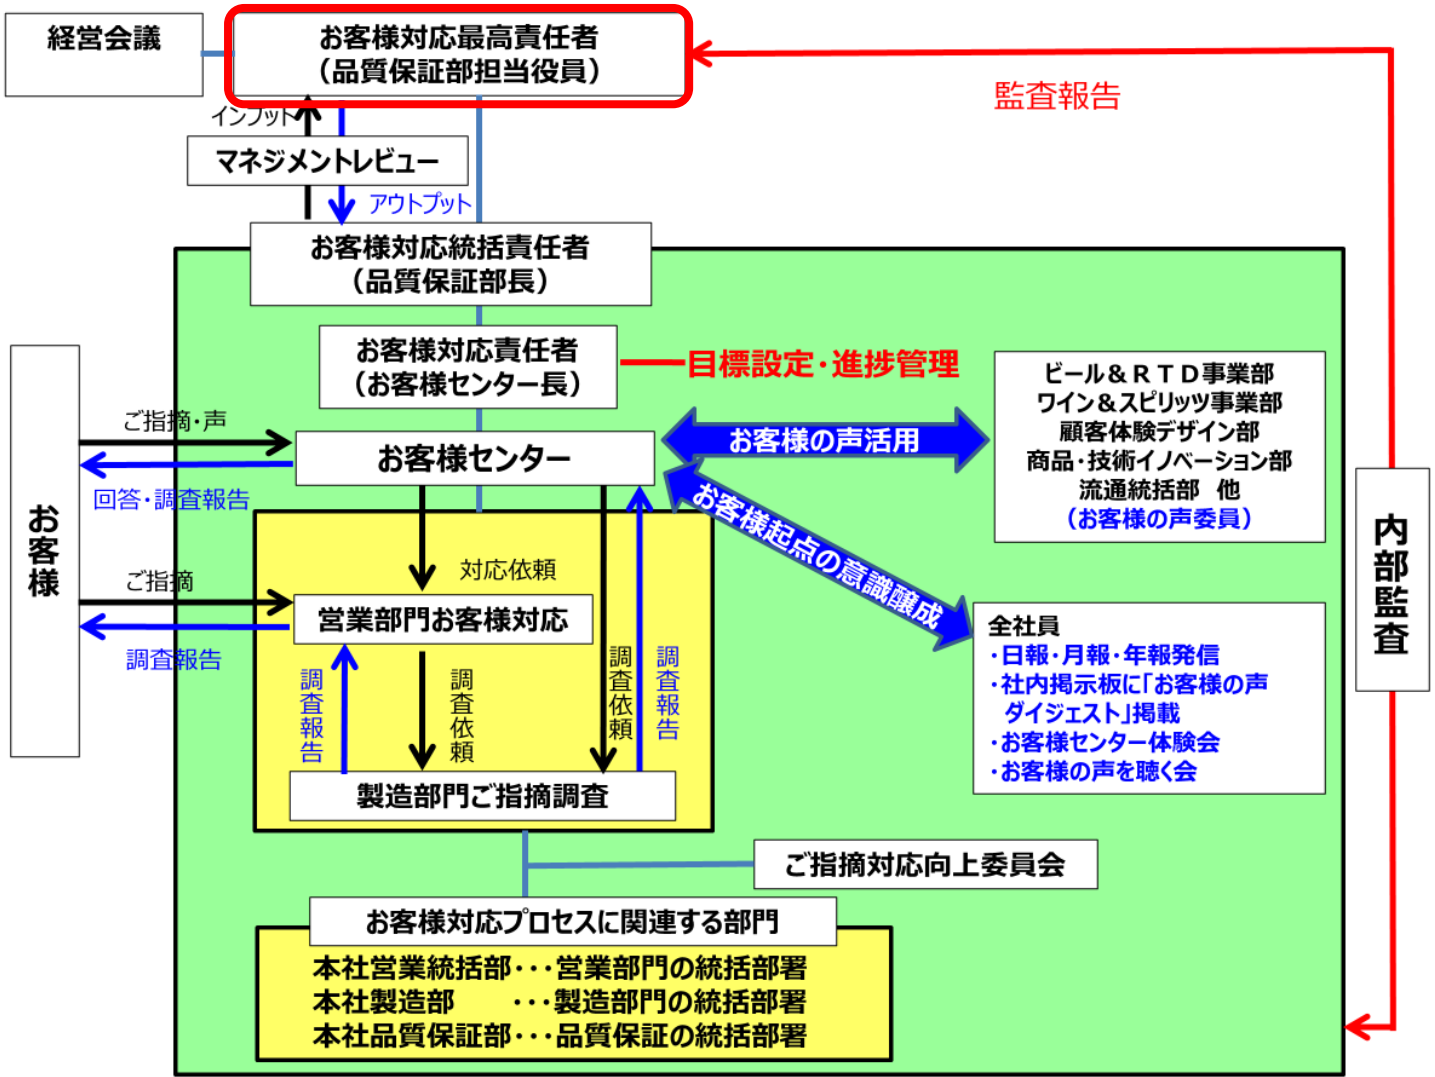 経営会議
お客様対応最高責任者
（品質保証部担当役員）
監査報告
インプット
マネジメントレビュー
アウトプット
お客様対応統括責任者
（品質保証部長）
お客様対応責任者
（お客様センター長）
目標設定・進捗管理
ビール＆ＲＴＤ事業部
ワイン＆スピリッツ事業部
顧客体験デザイン部
商品・技術イノベーション部
流通統括部　他
（お客様の声委員）
ご指摘・声
お客様センター
お客様の声活用
回答・調査報告
お客様起点の意識醸成
お客様
内部監査
対応依頼
ご指摘
営業部門お客様対応
調査報告
全社員
・日報・月報・年報発信
・社内掲示板に「お客様の声
ダイジェスト」掲載
・お客様センター体験会
・お客様の声を聴く会
調査報告
調査依頼
調査依頼
調査報告
製造部門ご指摘調査
ご指摘対応向上委員会
お客様対応プロセスに関連する部門
本社営業統括部・・・営業部門の統括部署
本社製造部　　・・・製造部門の統括部署
本社品質保証部・・・品質保証の統括部署